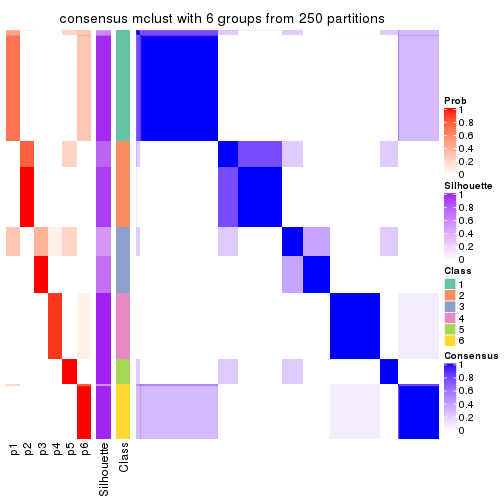 consensus mclust with 6 groups from 250 partitions
Prob
1
0.8
0.6
0.4
0.2
0
Silhouette
1
0.8
0.6
0.4
0.2
0
Class
1
2
3
4
5
6
Consensus
1
0.8
0.6
0.4
0.2
0
p1
p2
p3
p4
p5
p6
Silhouette
Class